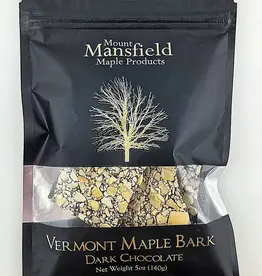 Mount
Mansfield
Maple Products
Vermont Maple Bark
Dark Chocolate
Net Weight 5oz (140g)